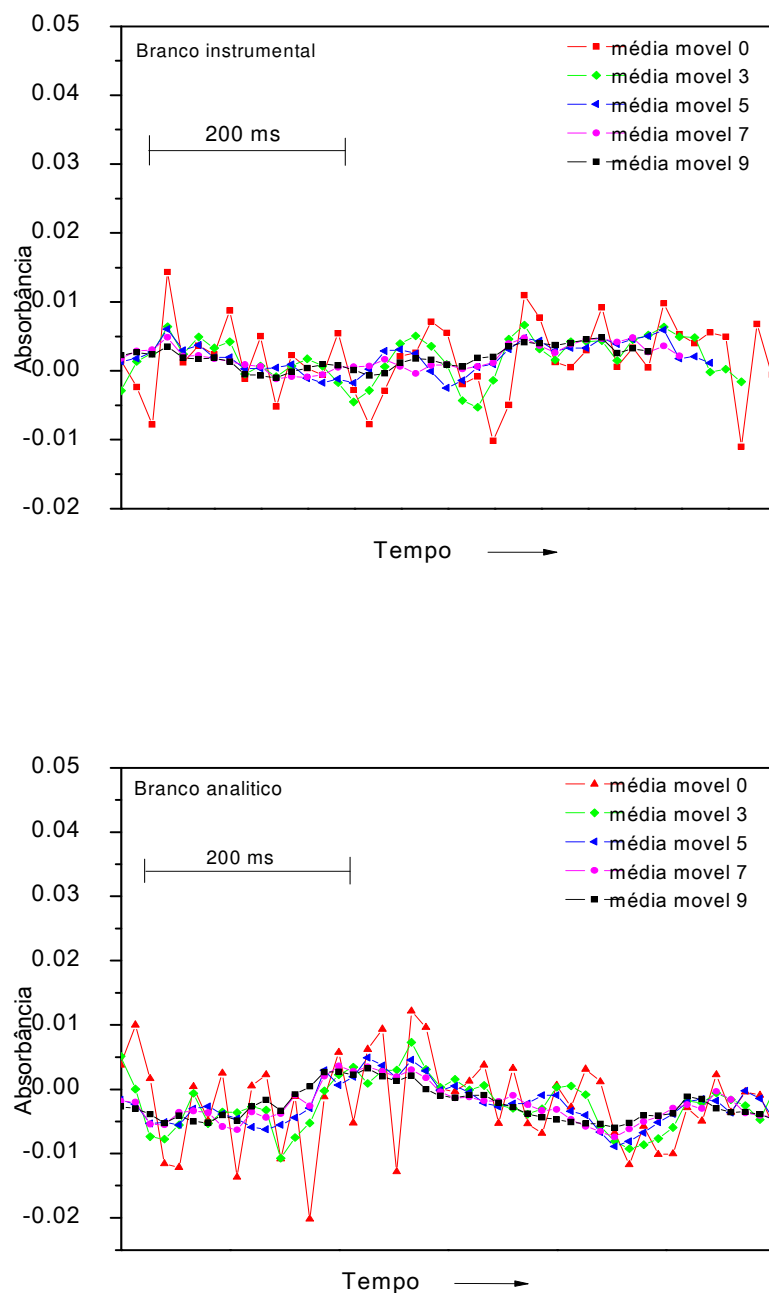 0.05
Branco instrumental
média movel 0
média movel 3
0.04
média movel 5
200 ms
média movel 7
0.03
média movel 9
0.02
Absorbância
0.01
0.00
-0.01
-0.02
Tempo
0.05
Branco analitico
média movel 0
média movel 3
0.04
média movel 5
200 ms
média movel 7
0.03
média movel 9
0.02
Absorbância
0.01
0.00
-0.01
-0.02
Tempo